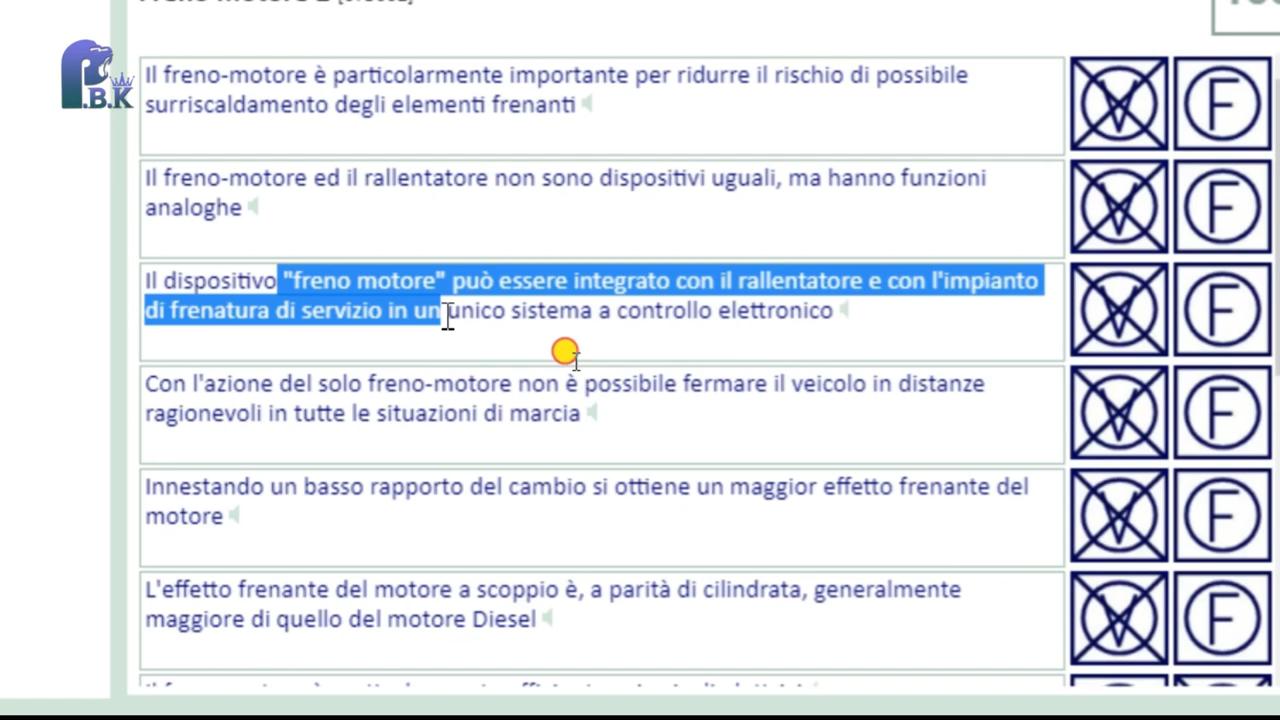 P.B.K
Il freno-motore è particolarmente importante per ridurre il rischio di possibile
surriscaldamento degli elementi frenanti
V F
Il freno-motore ed il rallentatore non sono dispositivi uguali, ma hanno funzioni
analoghe
V F
Il dispositivo "freno motore" può essere integrato con il rallentatore e con l'impianto
di frenatura di servizio in un unico sistema a controllo elettronico
V F
Con l'azione del solo freno-motore non è possibile fermare il veicolo in distanze
ragionevoli in tutte le situazioni di marcia
V F
Innestando un basso rapporto del cambio si ottiene un maggior effetto frenante del
motore
V F
L'effetto frenante del motore a scoppio è, a parità di cilindrata, generalmente
maggiore di quello del motore Diesel
V F